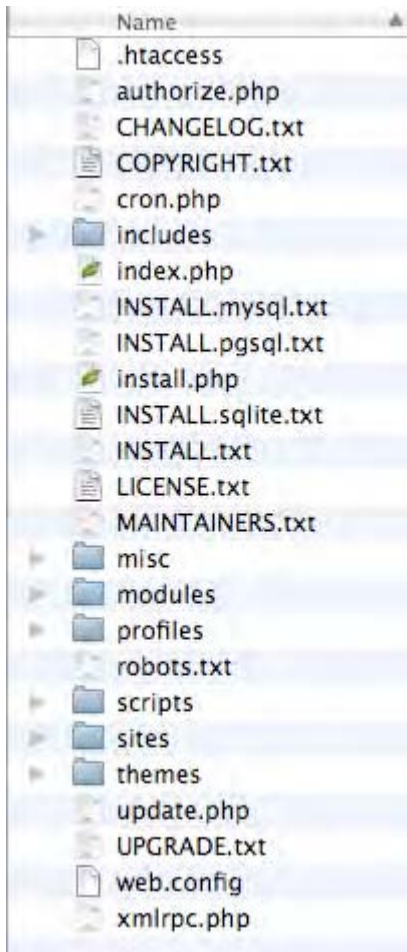 Name
.htaccess
authorize.php
CHANGELOG.txt
COPYRIGHT.txt
cron.php
includes
index.php
INSTALL.mysql.txt
INSTALL.pgsql.txt
install.php
INSTALL.sqlite.txt
INSTALL.txt
LICENSE.txt
MAINTAINERS.txt
misc
modules
profiles
robots.txt
scripts
sites
themes
update.php
UPGRADE.txt
web.config
xmlrpc.php